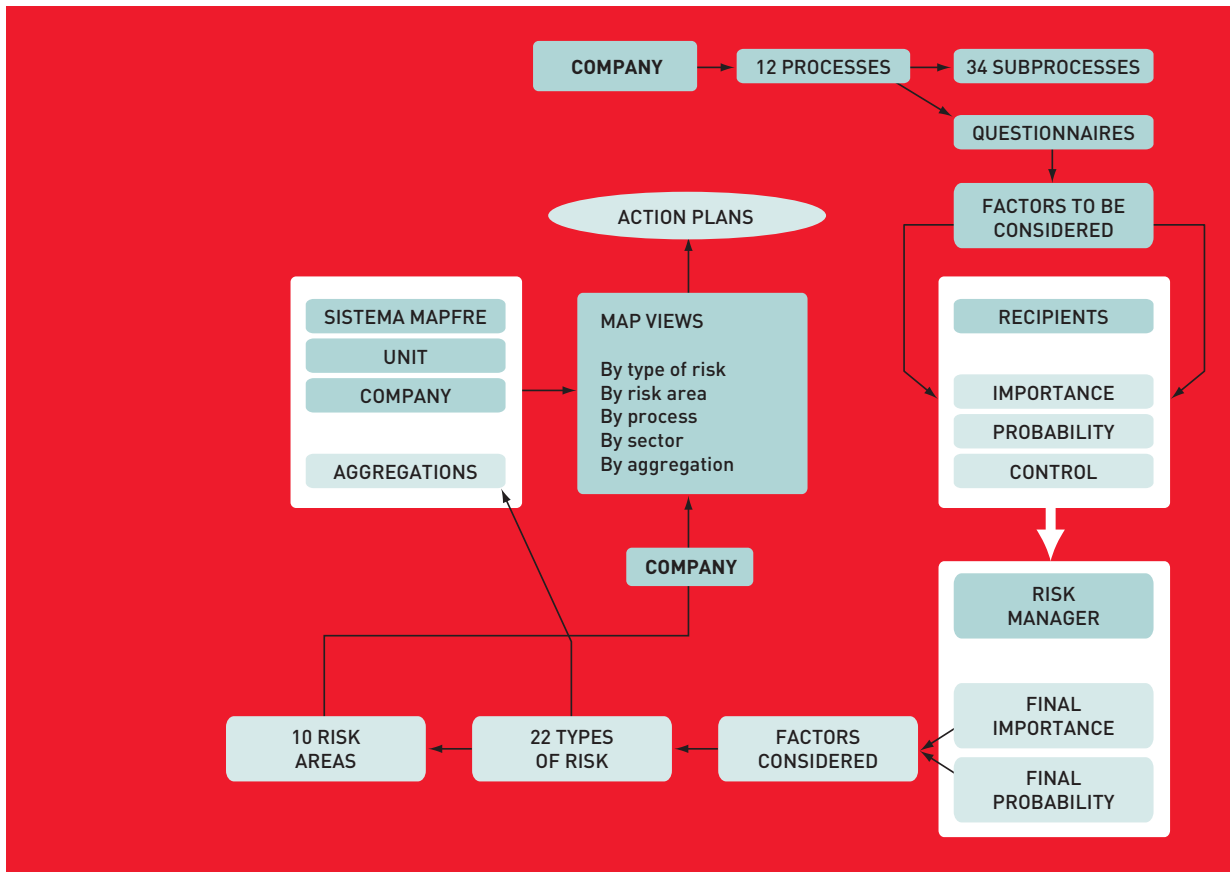 COMPANY
12 PROCESSES
34 SUBPROCESSES
QUESTIONNAIRES
FACTORS TO BE
CONSIDERED
ACTION PLANS
SISTEMA MAPFRE
UNIT
COMPANY
AGGREGATIONS
MAP VIEWS
By type of risk
By risk area
By process
By sector
By aggregation
RECIPIENTS
IMPORTANCE
PROBABILITY
CONTROL
COMPANY
RISK
MANAGER
FINAL
IMPORTANCE
FINAL
PROBABILITY
10 RISK
AREAS
22 TYPES
OF RISK
FACTORS
CONSIDERED